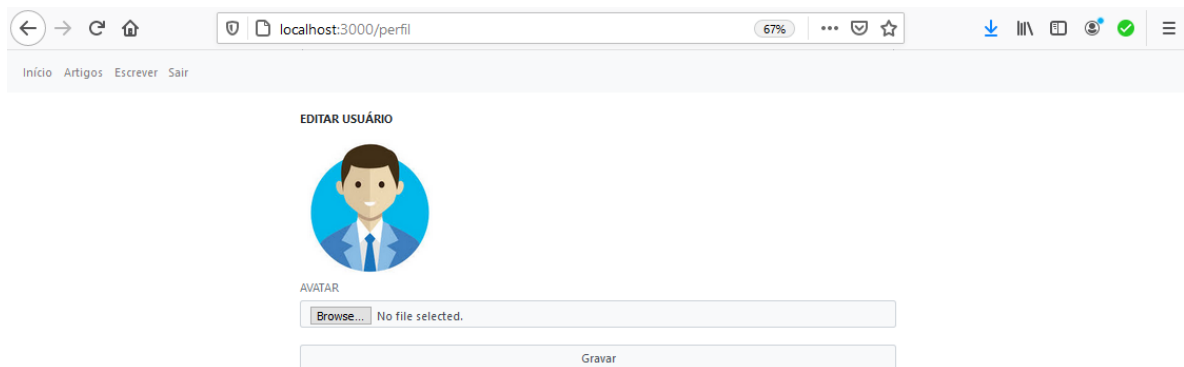 localhost:3000/perfil
67%
Início Artigos Escrever Sair
EDITAR USUÁRIO
AVATAR
Browse... No file selected.
Gravar